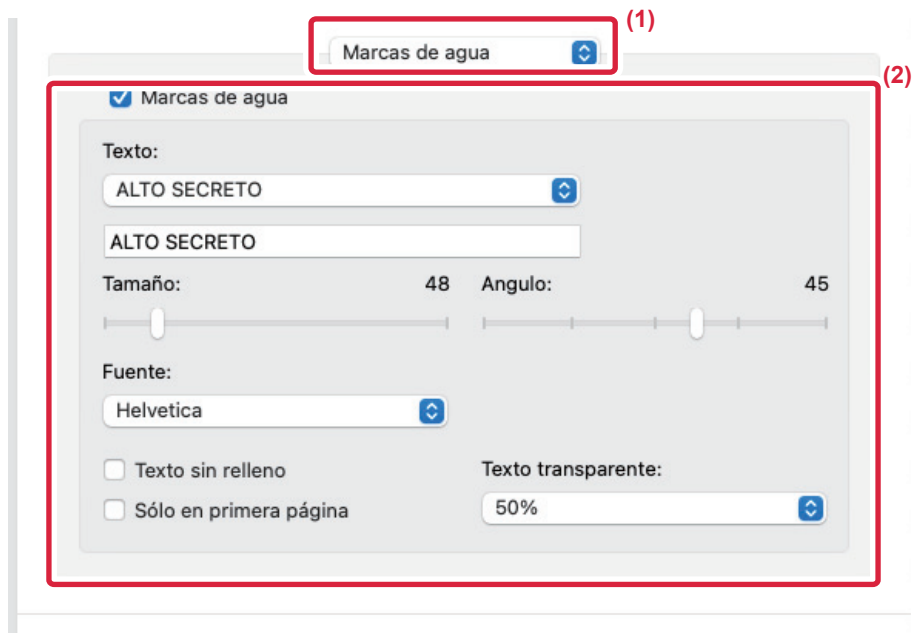 (1)
Marcas de agua
(2)
Marcas de agua
Texto:
ALTO SECRETO
ALTO SECRETO
Tamaño: 48 Angulo: 45
Fuente:
Helvetica
Texto sin relleno Texto transparente:
Sólo en primera página 50%